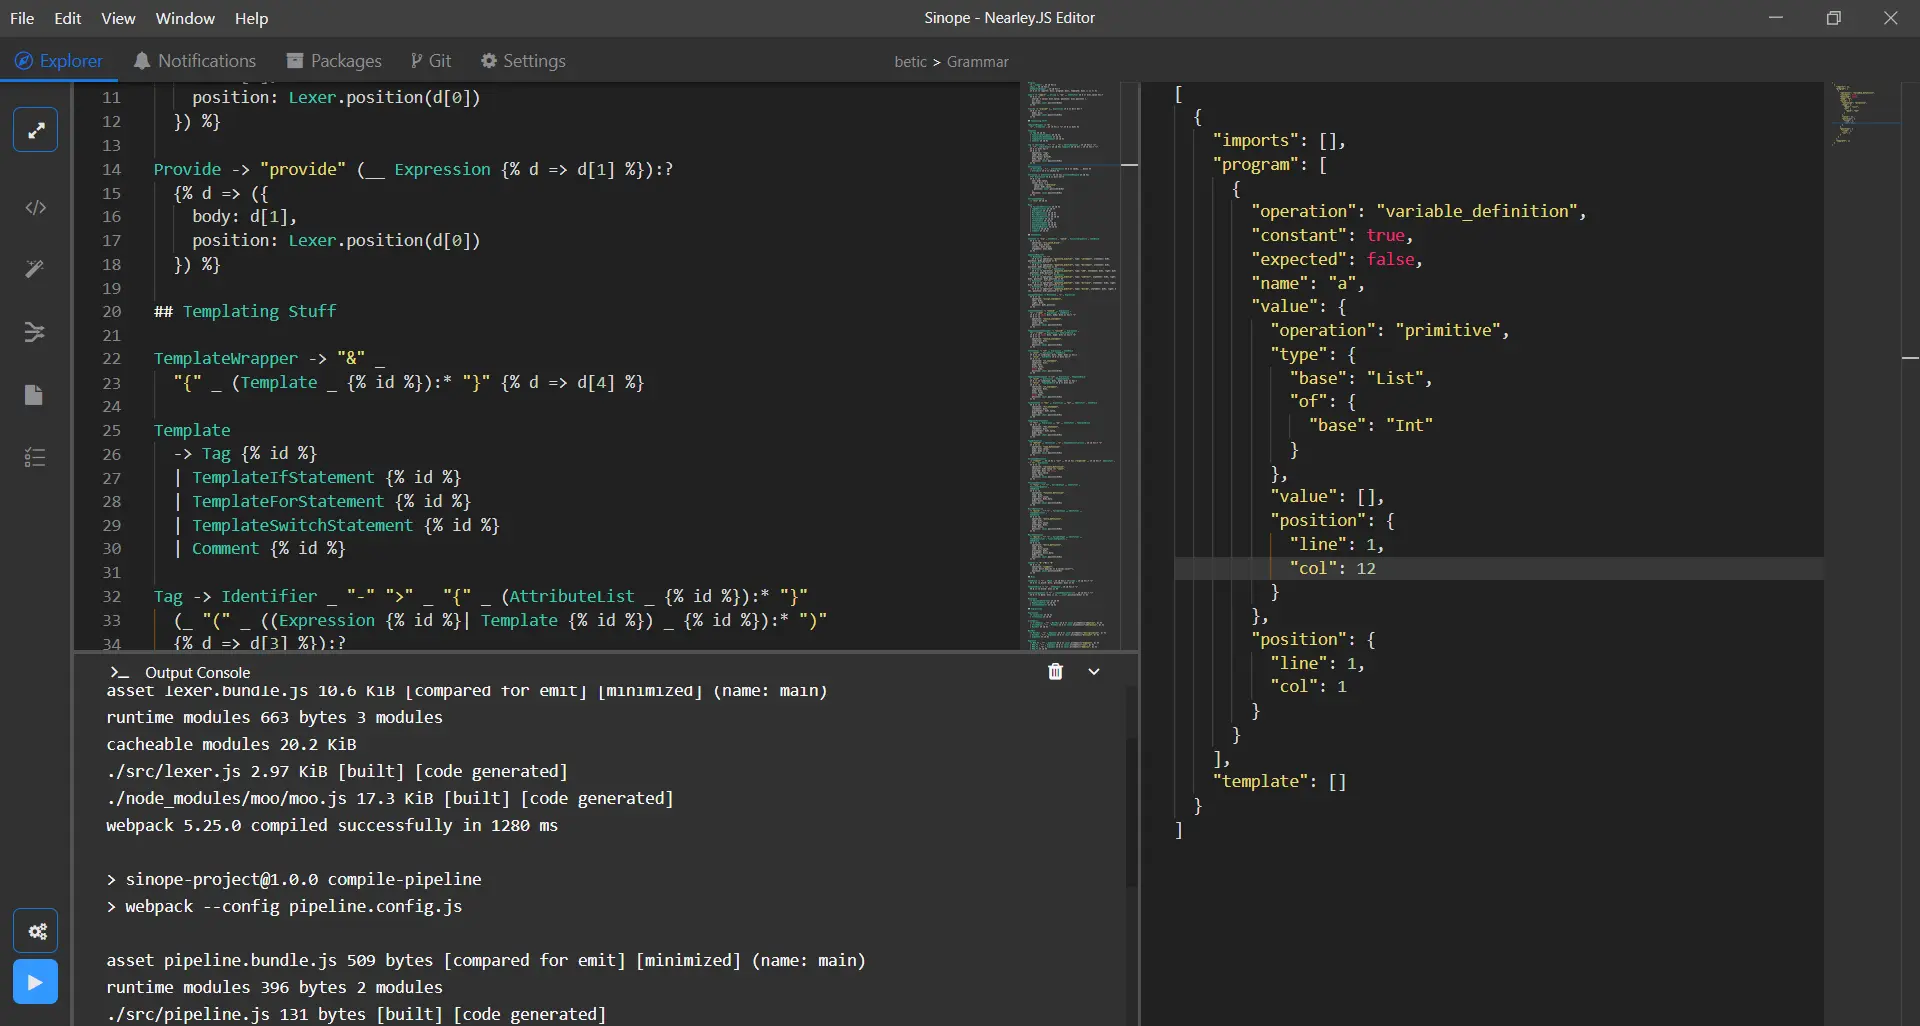 File Edit View Window Help
Sinope - Nearley.JS Editor
Explorer Notifications Packages Git Settings
betic > Grammar
11 position: Lexer.position(d[0])
12 }) %}
13
14 Provide -> "provide" (__ Expression {% d => d[1] %}):?
15 {% d => ({
16 body: d[1],
17 position: Lexer.position(d[0])
18 }) %}
19
20 ## Templating Stuff
21
22 TemplateWrapper -> "&" _
23 "{" _ (Template _ {% id %}):* "}" {% d => d[4] %}
24
25 Template
26 -> Tag {% id %}
27 | TemplateIfStatement {% id %}
28 | TemplateForStatement {% id %}
29 | TemplateSwitchStatement {% id %}
30 | Comment {% id %}
31
32 Tag -> Identifier _ "-" ">" _ "{" _ (AttributeList _ {% id %}):* "}"
33 (_ "(" _ ((Expression {% id %}| Template {% id %}) _ {% id %}):* ")"
34 {% d => d[3] %}):?
>_ Output Console
asset lexer.bundle.js 10.6 KiB [compared for emit] [minimized] (name: main)
runtime modules 663 bytes 3 modules
cacheable modules 20.2 KiB
./src/lexer.js 2.97 KiB [built] [code generated]
./node_modules/moo/moo.js 17.3 KiB [built] [code generated]
webpack 5.25.0 compiled successfully in 1280 ms
> sinope-project@1.0.0 compile-pipeline
> webpack --config pipeline.config.js
asset pipeline.bundle.js 509 bytes [compared for emit] [minimized] (name: main)
runtime modules 396 bytes 2 modules
./src/pipeline.js 131 bytes [built] [code generated]
[
{
"imports": [],
"program": [
{
"operation": "variable_definition",
"constant": true,
"expected": false,
"name": "a",
"value": {
"operation": "primitive",
"type": {
"base": "List",
"of": {
"base": "Int"
}
},
"value": [],
"position": {
"line": 1,
"col": 12
}
},
"position": {
"line": 1,
"col": 1
}
}
],
"template": []
}
]